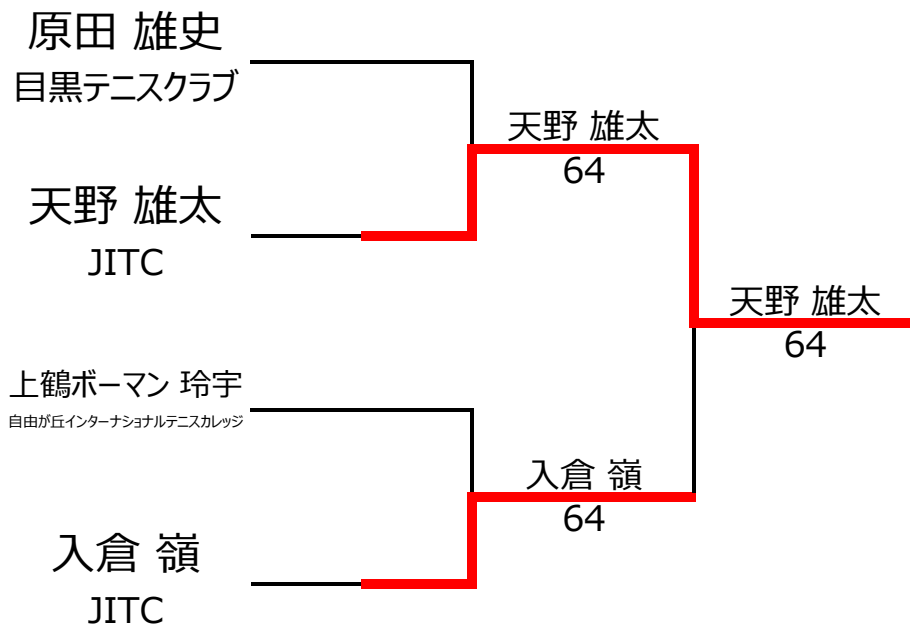 原田 雄史
目黒テニスクラブ
天野 雄太
64
天野 雄太
JITC
天野 雄太
64
上鶴ボーマン 玲宇
自由が丘インターナショナルテニスカレッジ
入倉 嶺
64
入倉 嶺
JITC